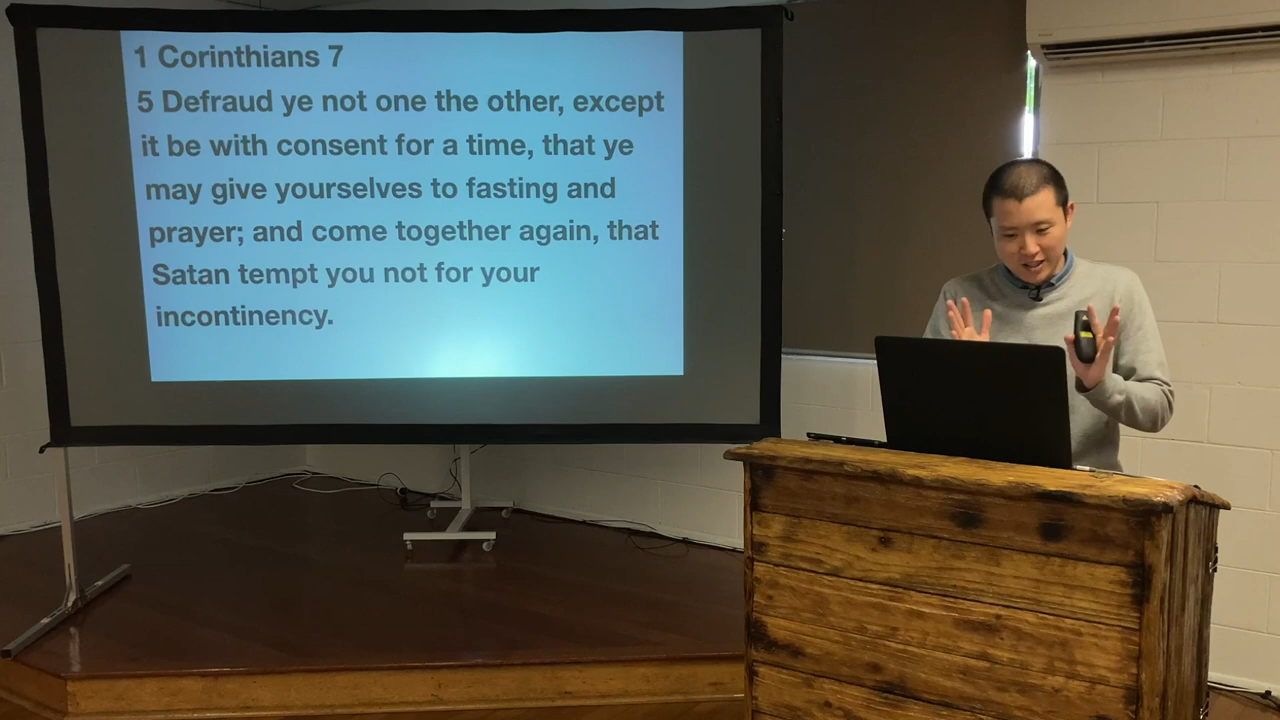 1 Corinthians 7
5 Defraud ye not one the other, except
it be with consent for a time, that ye
may give yourselves to fasting and
prayer; and come together again, that
Satan tempt you not for your
incontinency.